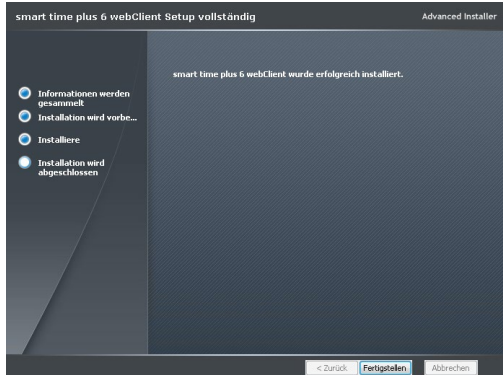 smart time plus 6 webClient Setup vollständig
Advanced Installer
smart time plus 6 webClient wurde erfolgreich installiert.
Informationen werden
gesammelt
Installation wird vorbe...
Installiere
Installation wird
abgeschlossen
< Zurück
Fertigstellen
Abbrechen